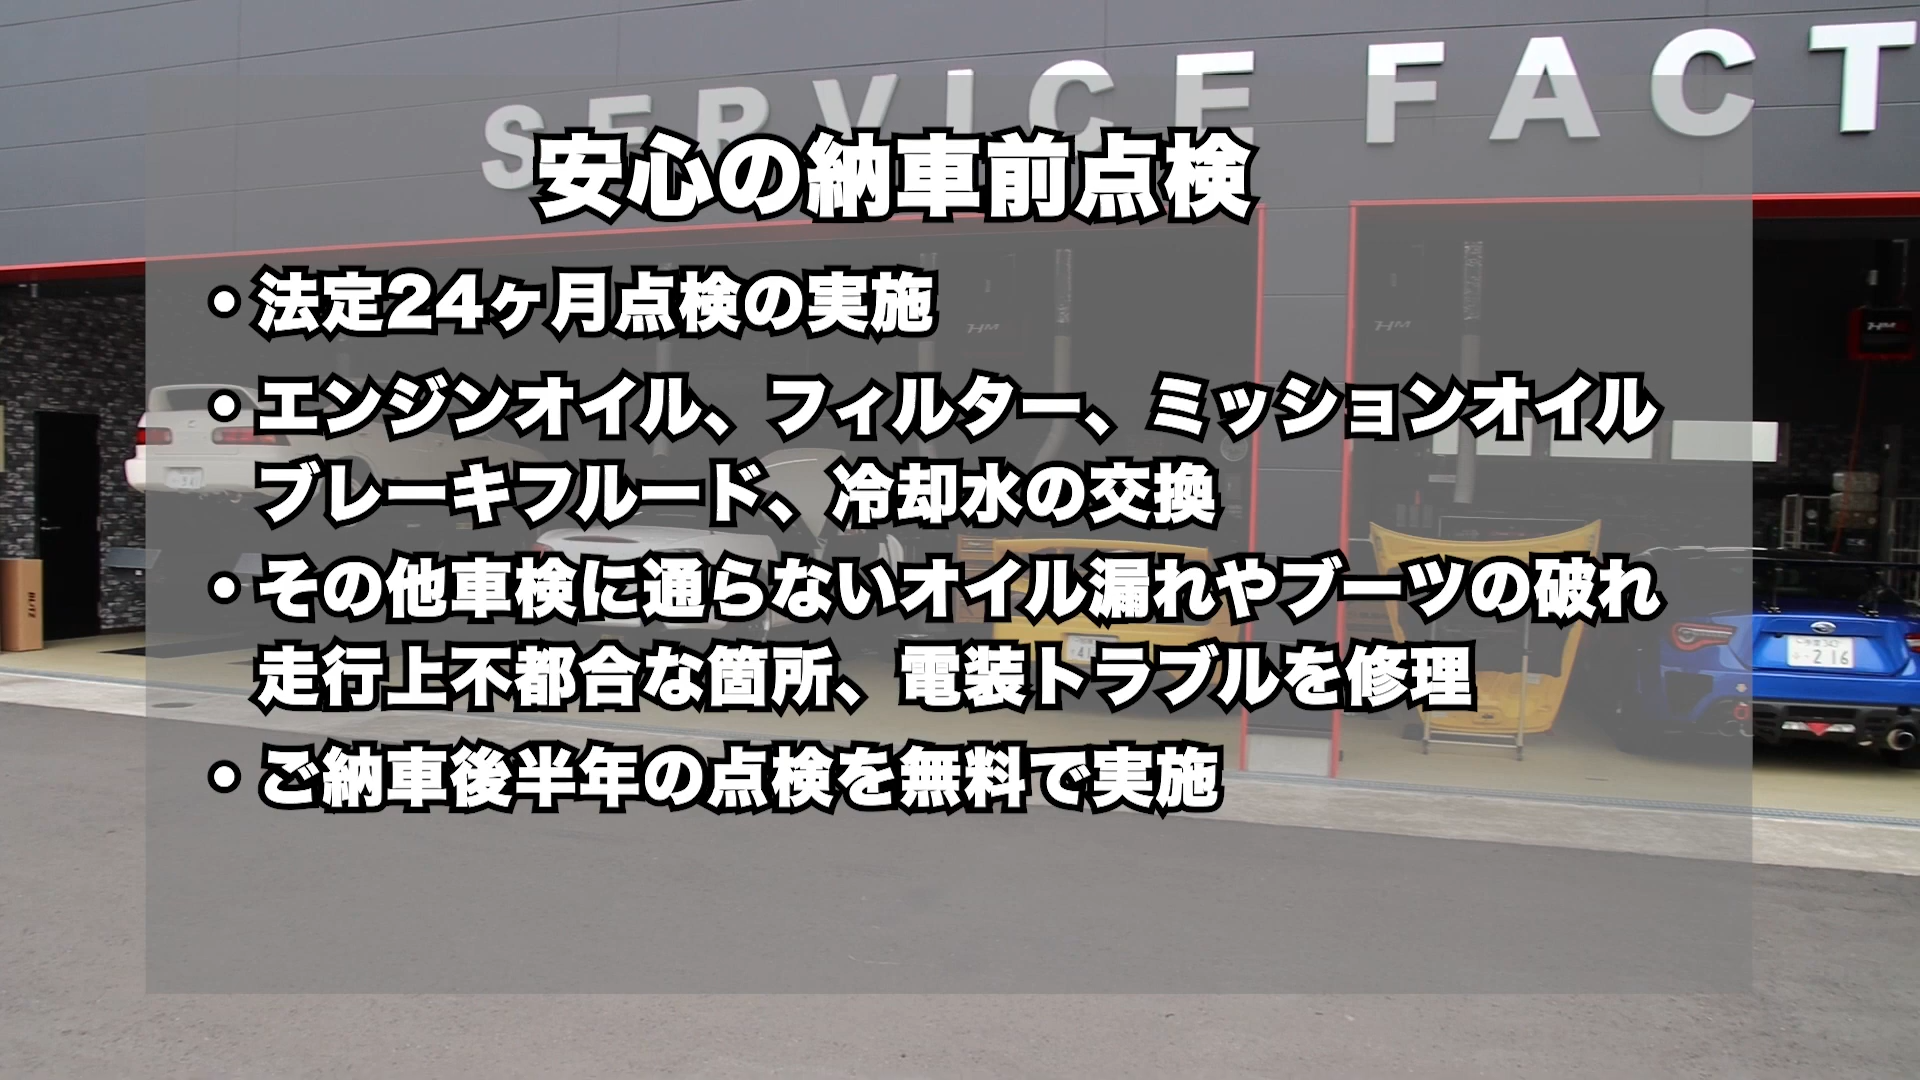 SERVICE FACT
安心の納車前点検
・法定24ヶ月点検の実施
・エンジンオイル、フィルター、ミッションオイル
ブレーキフルード、冷却水の交換
・その他車検に通らないオイル漏れやブーツの破れ
走行上不都合な箇所、電装トラブルを修理
・ご納車後半年の点検を無料で実施
HM
HM
HM
BLITZ
216